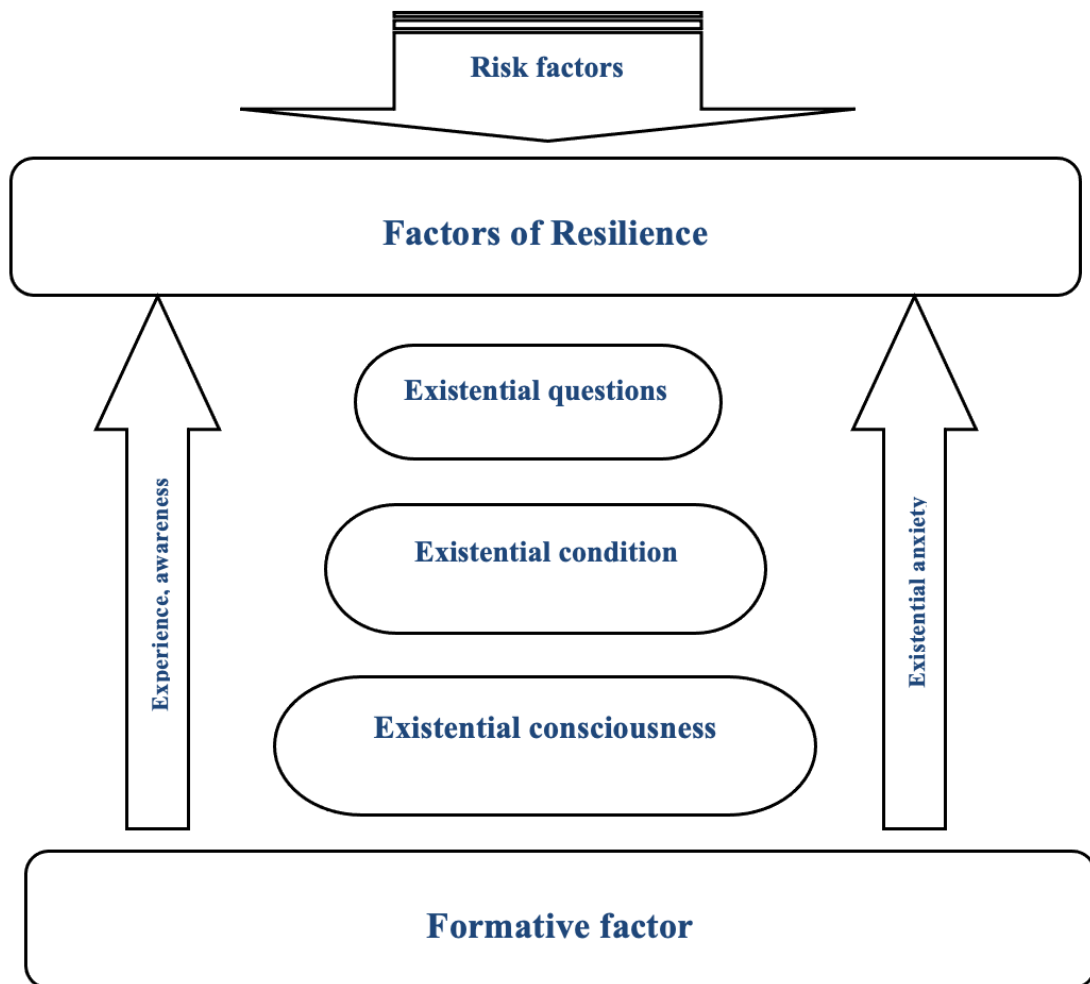 Risk factors
Factors of Resilience
Existential questions
Experience, awareness
Existential condition
Existential anxiety
Existential consciousness
Formative factor